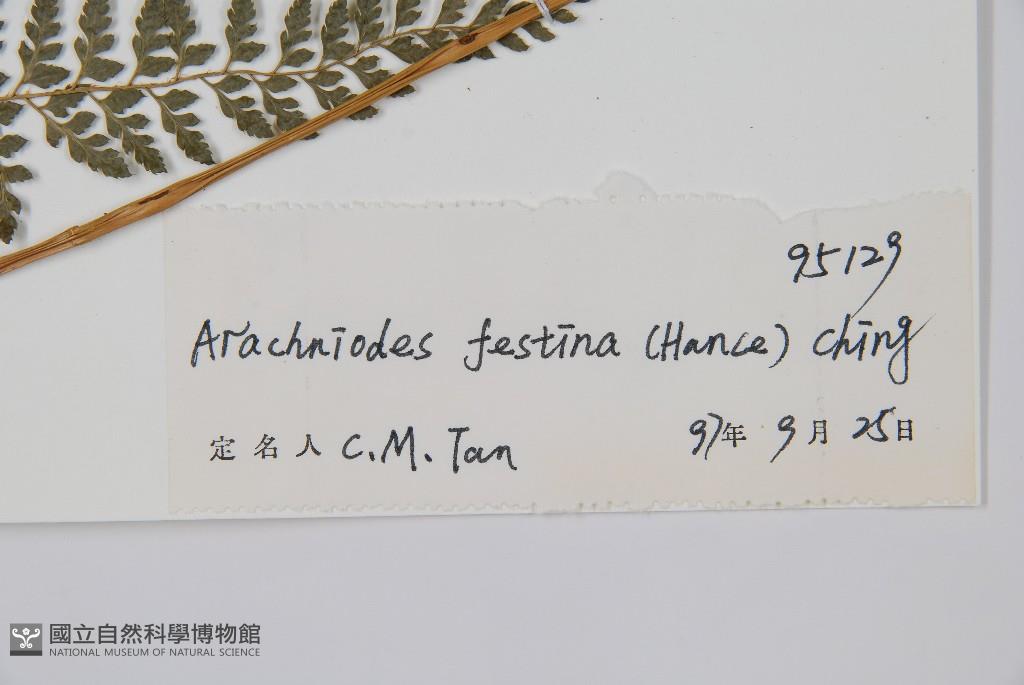 95129
Arachniodes festina (Hance) Ching
定名人 C.M. Tan 97年 9月 25日
國立自然科學博物館
NATIONAL MUSEUM OF NATURAL SCIENCE